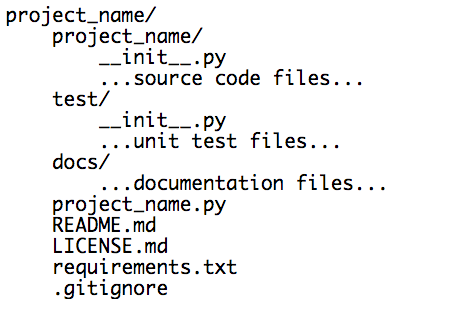 project_name/
    project_name/
        __init__.py
        ...source code files...
    test/
        __init__.py
        ...unit test files...
    docs/
        ...documentation files...
    project_name.py
    README.md
    LICENSE.md
    requirements.txt
    .gitignore